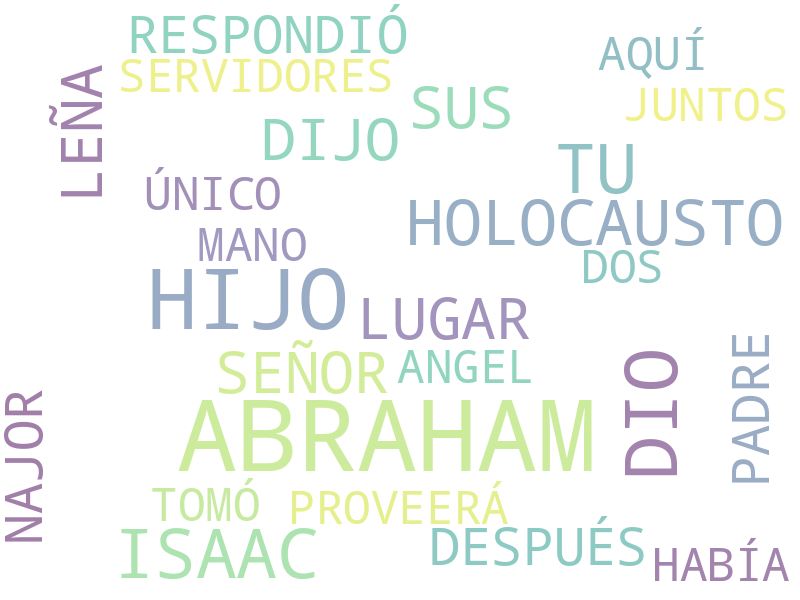 RESPONDIÓ
AQUÍ
SERVIDORES
LEÑA
SUS
JUNTOS
DIJO
TU
ÚNICO
HOLOCAUSTO
MANO
DOS
HIJO
LUGAR
SEÑOR
ANGEL
DIO
PADRE
ABRAHAM
NAJOR
TOMÓ
PROVEERÁ
ISAAC
DESPUÉS
HABÍA